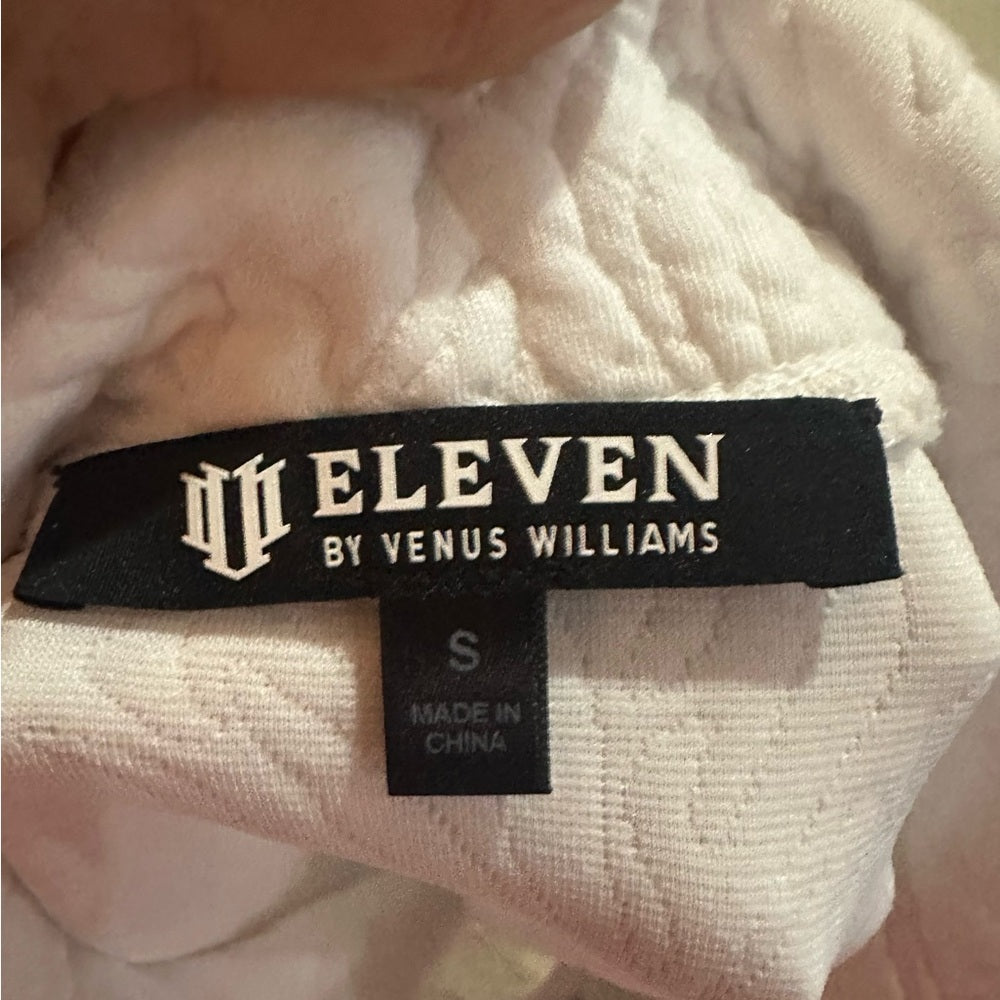 ELEVEN
BY VENUS WILLIAMS
S
MADE IN
CHINA